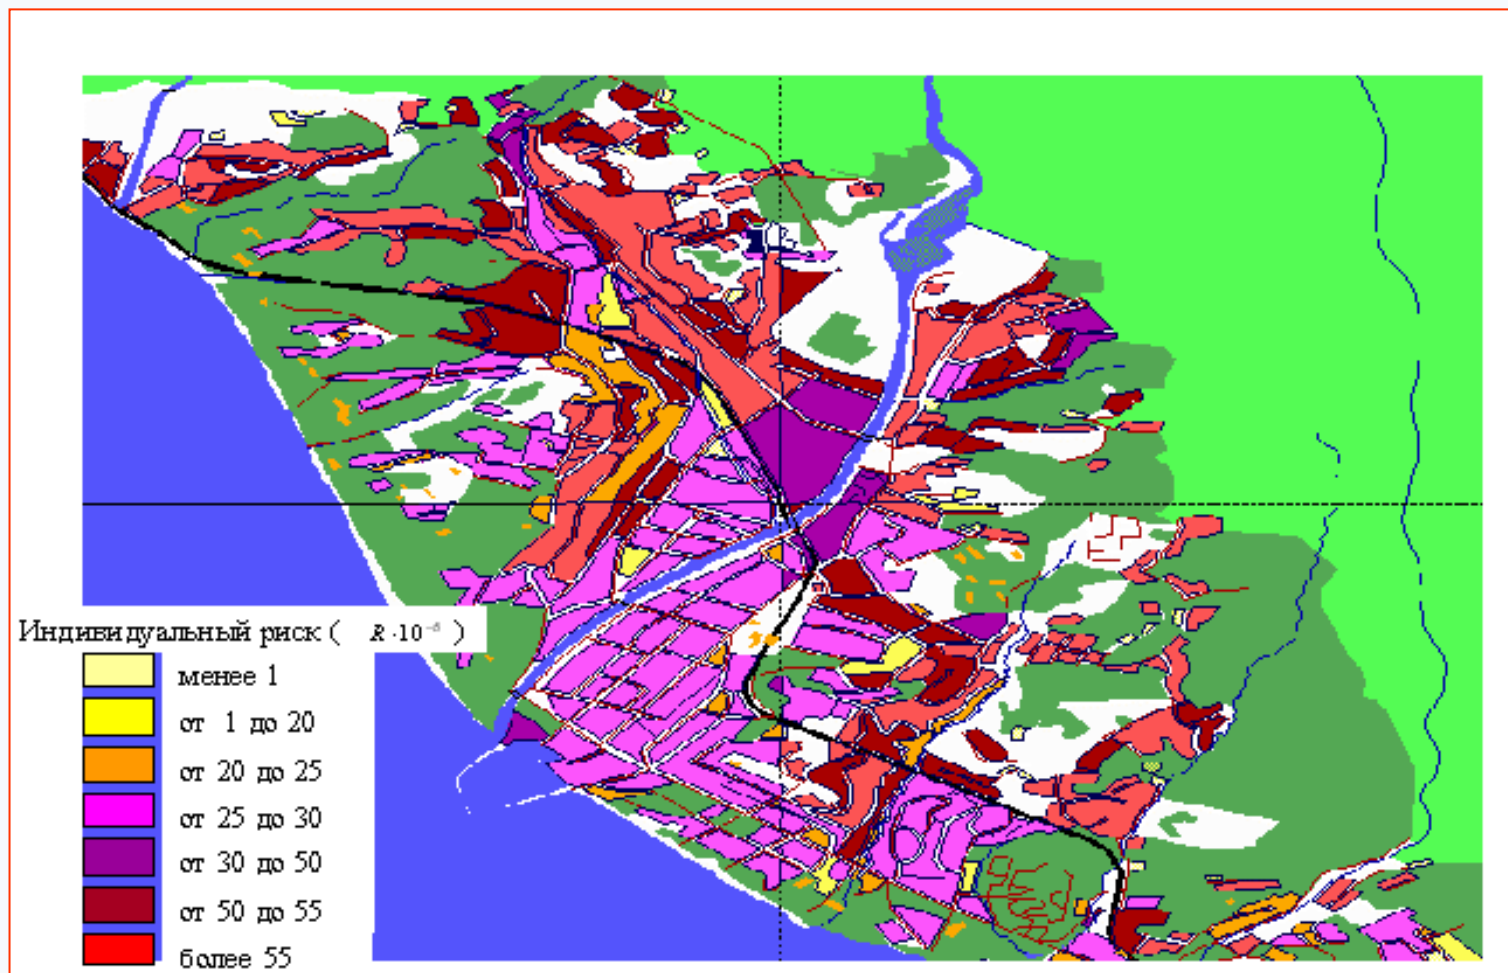 Индивидуальный риск ( R·10⁻⁶ )
менее 1
от 1 до 20
от 20 до 25
от 25 до 30
от 30 до 50
от 50 до 55
более 55